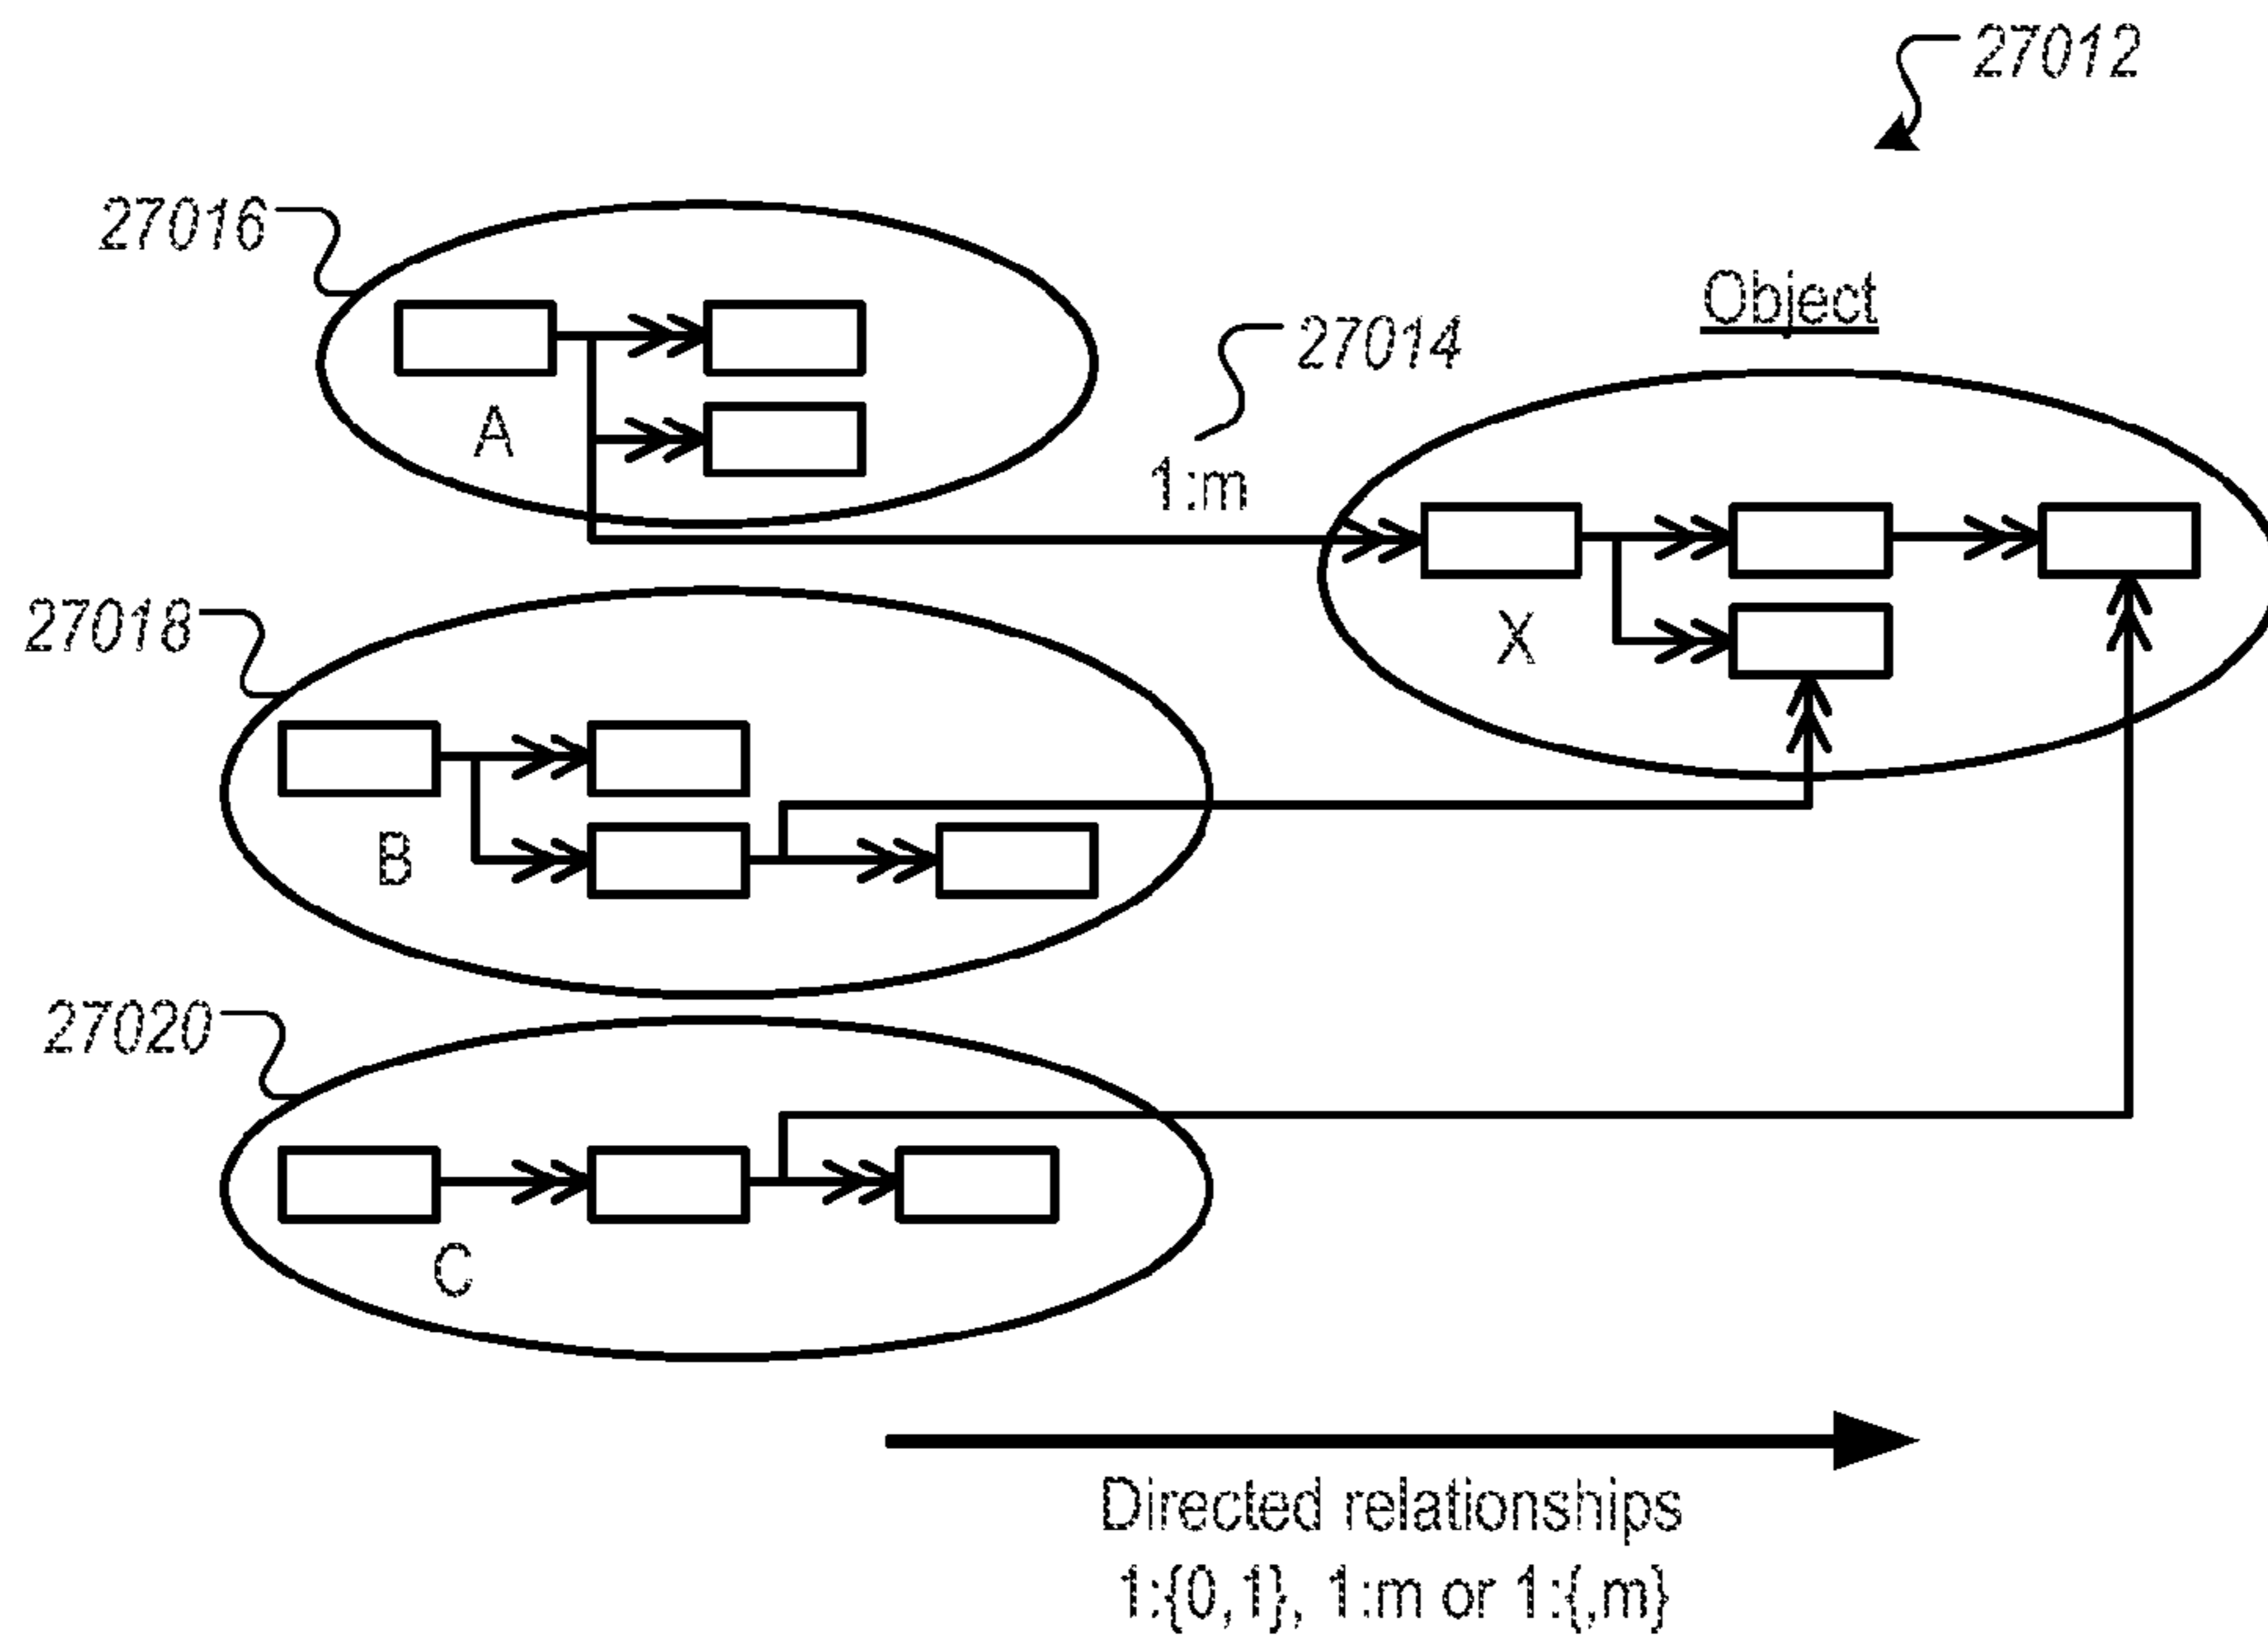 27012
27016
Object
27014
A
1:m
27018
X
B
27020
C
Directed relationships
1:{0,1}, 1:m or 1:{,m}